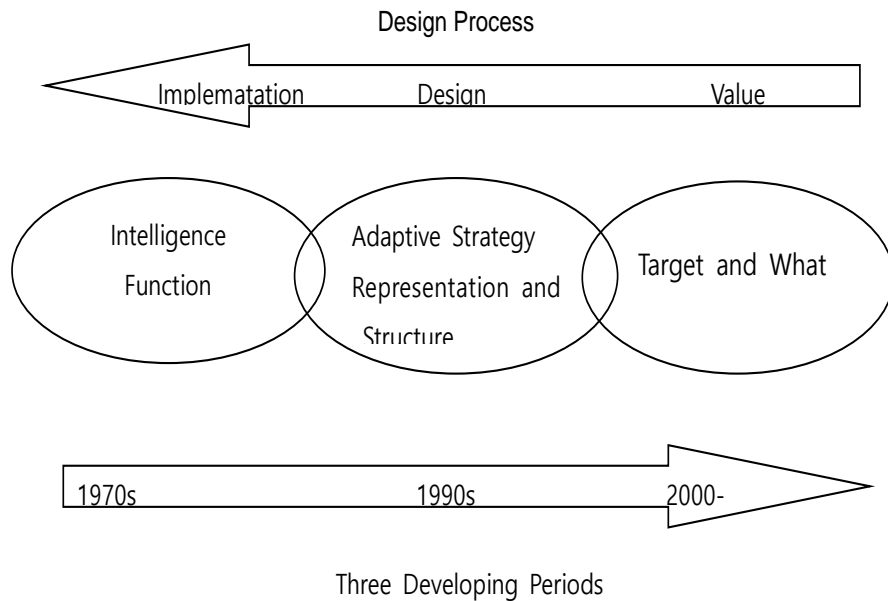 Design Process
Implematation Design Value
Intelligence
Function
Adaptive Strategy
Representation and
Structure
Target and What
1970s 1990s 2000-
Three Developing Periods